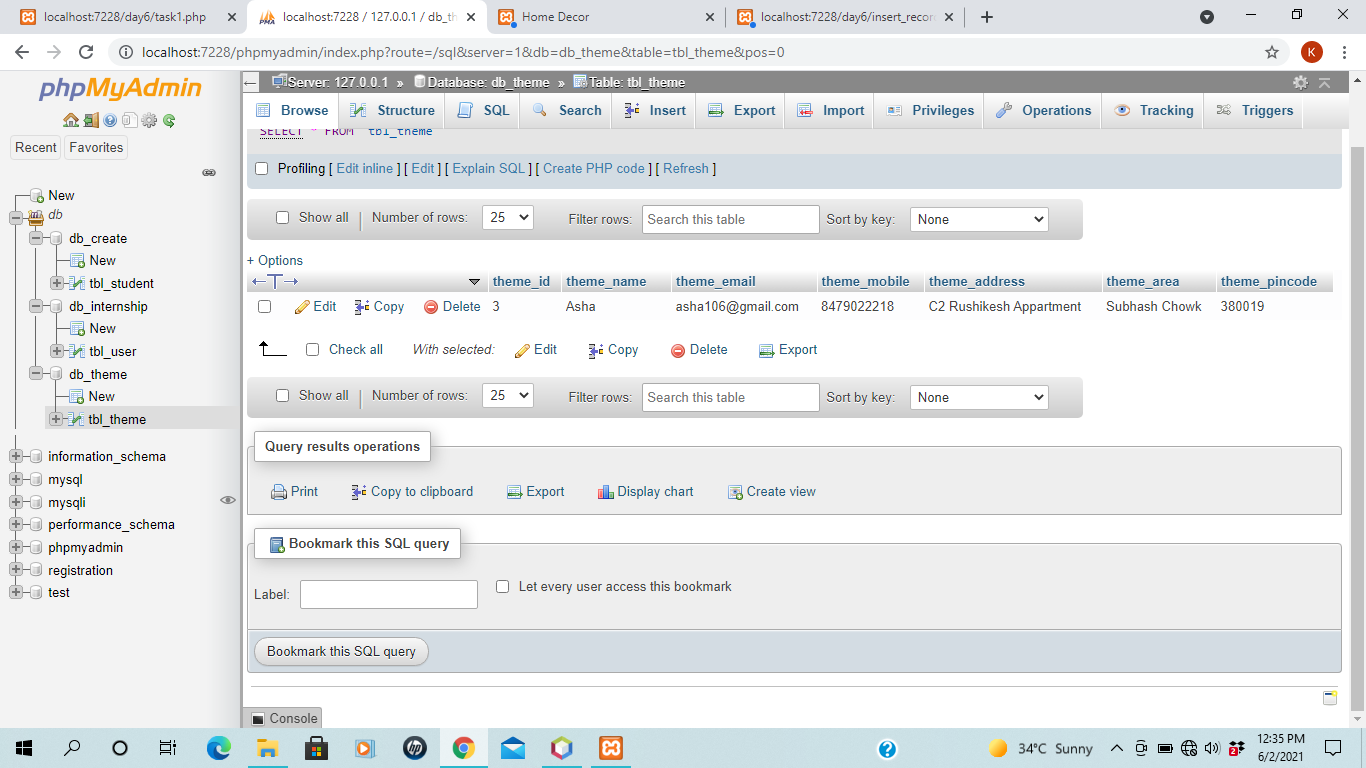 localhost:7228/day6/task1.php
localhost:7228 / 127.0.0.1 / db_th
Home Decor
localhost:7228/day6/insert_recor
localhost:7228/phpmyadmin/index.php?route=/sql&server=1&db=db_theme&table=tbl_theme&pos=0
K
phpMyAdmin
Recent
Favorites
New
db
db_create
New
tbl_student
db_internship
New
tbl_user
db_theme
New
tbl_theme
information_schema
mysql
mysqli
performance_schema
phpmyadmin
registration
test
Server: 127.0.0.1 » Database: db_theme » Table: tbl_theme
Browse Structure SQL Search Insert Export Import Privileges Operations Tracking Triggers
SELECT * FROM `tbl_theme`
Profiling [ Edit inline ] [ Edit ] [ Explain SQL ] [ Create PHP code ] [ Refresh ]
Show all Number of rows: 25 Filter rows: Search this table Sort by key: None
+ Options
theme_id theme_name theme_email theme_mobile theme_address theme_area theme_pincode
Edit Copy Delete 3 Asha asha106@gmail.com 8479022218 C2 Rushikesh Appartment Subhash Chowk 380019
Check all With selected: Edit Copy Delete Export
Show all Number of rows: 25 Filter rows: Search this table Sort by key: None
Query results operations
Print Copy to clipboard Export Display chart Create view
Bookmark this SQL query
Label: Let every user access this bookmark
Bookmark this SQL query
Console
34°C Sunny
12:35 PM
6/2/2021